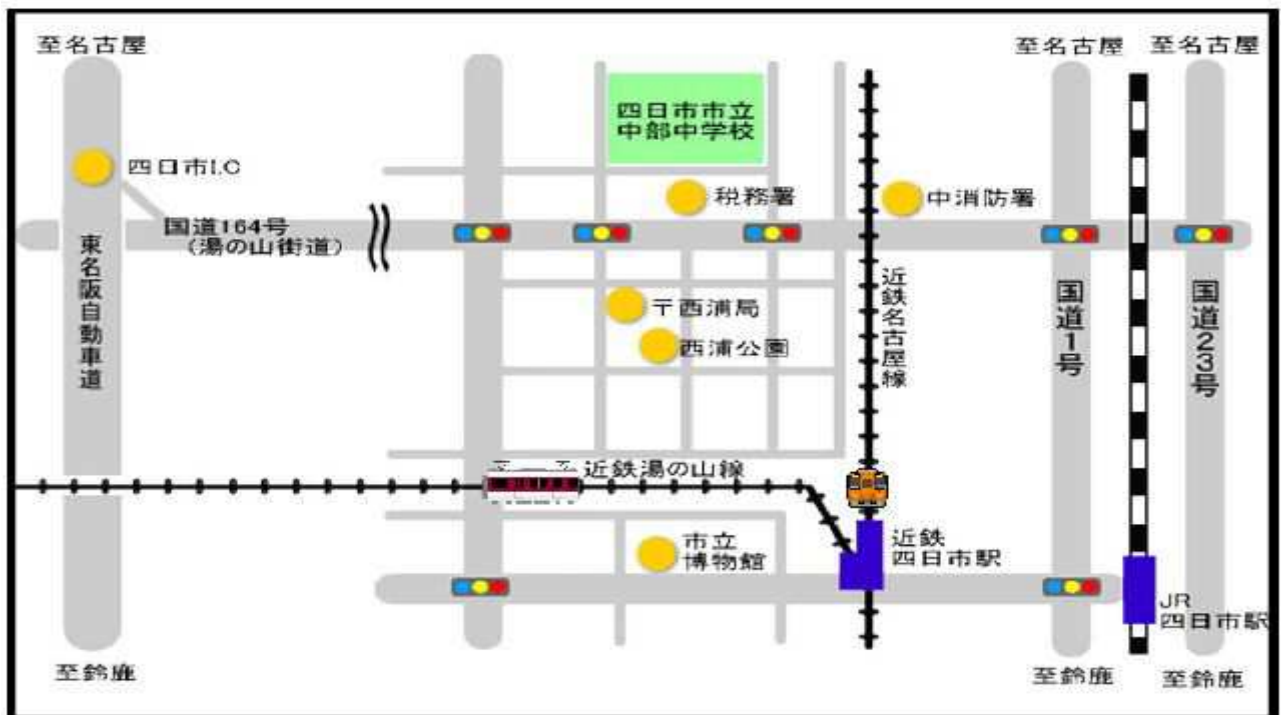 至名古屋
至名古屋
至名古屋
四日市市立
中部中学校
四日市I.C
税務署
中消防署
国道164号
(湯の山街道)
東名阪自動車道
近鉄名古屋線
国道1号
国道23号
〒西浦局
西浦公園
近鉄湯の山線
市立
博物館
近鉄
四日市駅
JR
四日市駅
至鈴鹿
至鈴鹿
至鈴鹿